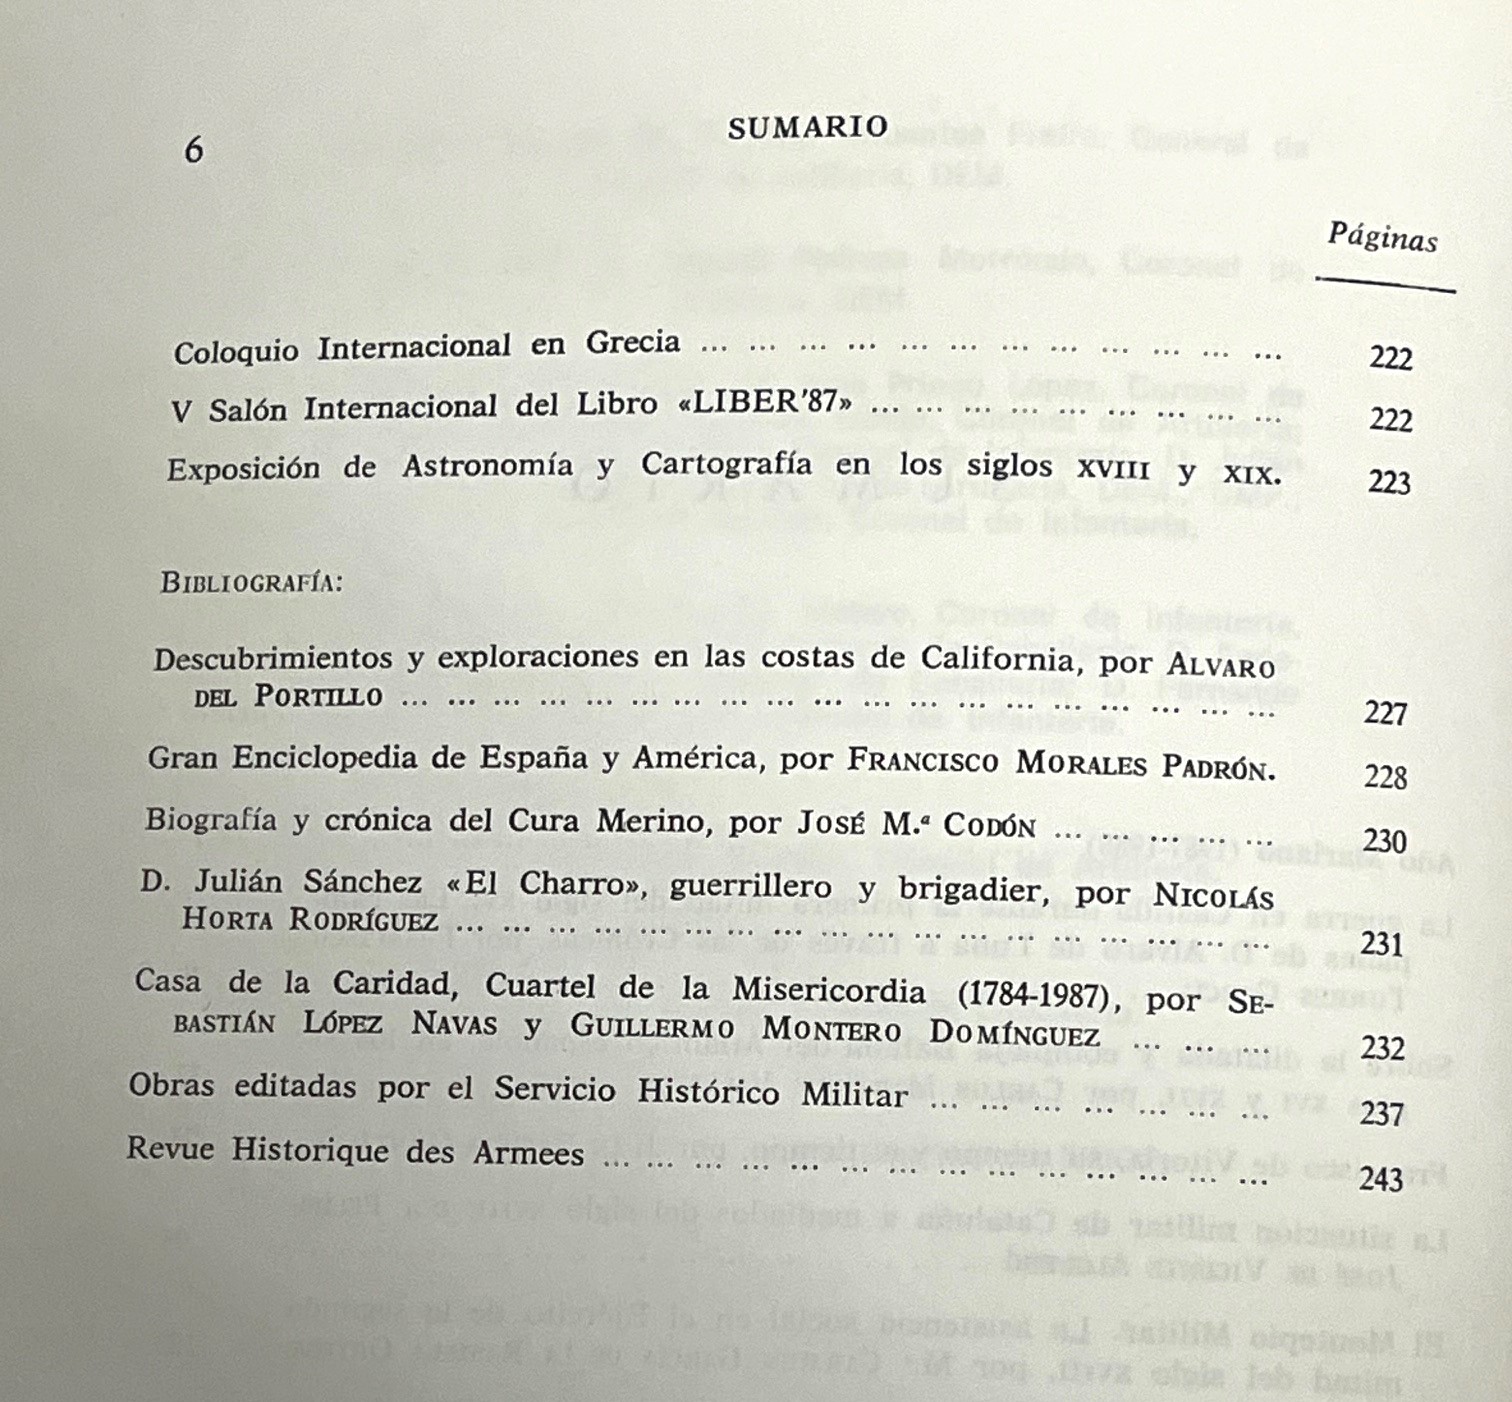 6
SUMARIO
Páginas
Coloquio Internacional en Grecia ... ... ... ... ... ... ... ... ... ... ... ... 222
V Salón Internacional del Libro «LIBER'87» ... ... ... ... ... ... ... ... ... 222
Exposición de Astronomía y Cartografía en los siglos XVIII y XIX. 223
BIBLIOGRAFÍA:
Descubrimientos y exploraciones en las costas de California, por ALVARO
DEL PORTILLO ... ... ... ... ... ... ... ... ... ... ... ... ... ... ... ... ... ... ... 227
Gran Enciclopedia de España y América, por FRANCISCO MORALES PADRÓN. 228
Biografía y crónica del Cura Merino, por JOSÉ M.ª CODÓN ... ... ... ... ... 230
D. Julián Sánchez «El Charro», guerrillero y brigadier, por NICOLÁS
HORTA RODRÍGUEZ ... ... ... ... ... ... ... ... ... ... ... ... ... ... ... ... ... 231
Casa de la Caridad, Cuartel de la Misericordia (1784-1987), por SE-
BASTIÁN LÓPEZ NAVAS y GUILLERMO MONTERO DOMÍNGUEZ ... ... ... 232
Obras editadas por el Servicio Histórico Militar ... ... ... ... ... ... ... 237
Revue Historique des Armees ... ... ... ... ... ... ... ... ... ... ... ... ... ... 243